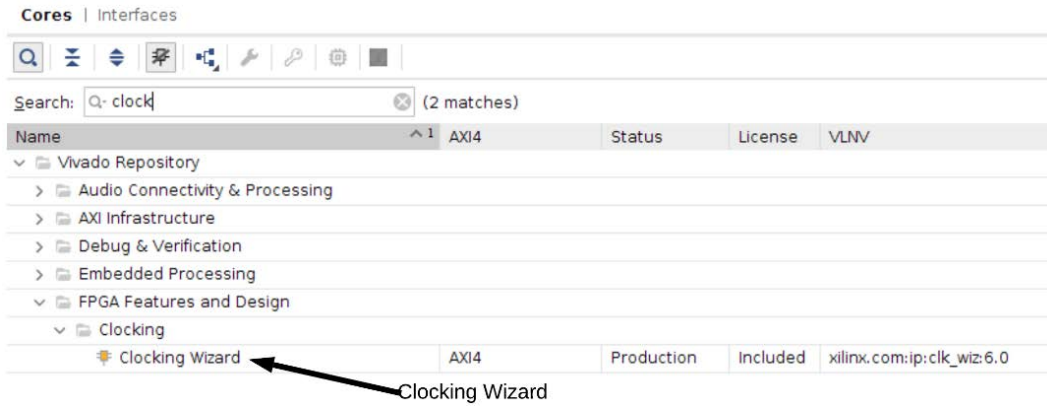 Cores | Interfaces
Search: clock (2 matches)
Name 1 AXI4 Status License VLNV
Vivado Repository
Audio Connectivity & Processing
AXI Infrastructure
Debug & Verification
Embedded Processing
FPGA Features and Design
Clocking
Clocking Wizard AXI4 Production Included xilinx.com:ip:clk_wiz:6.0
Clocking Wizard